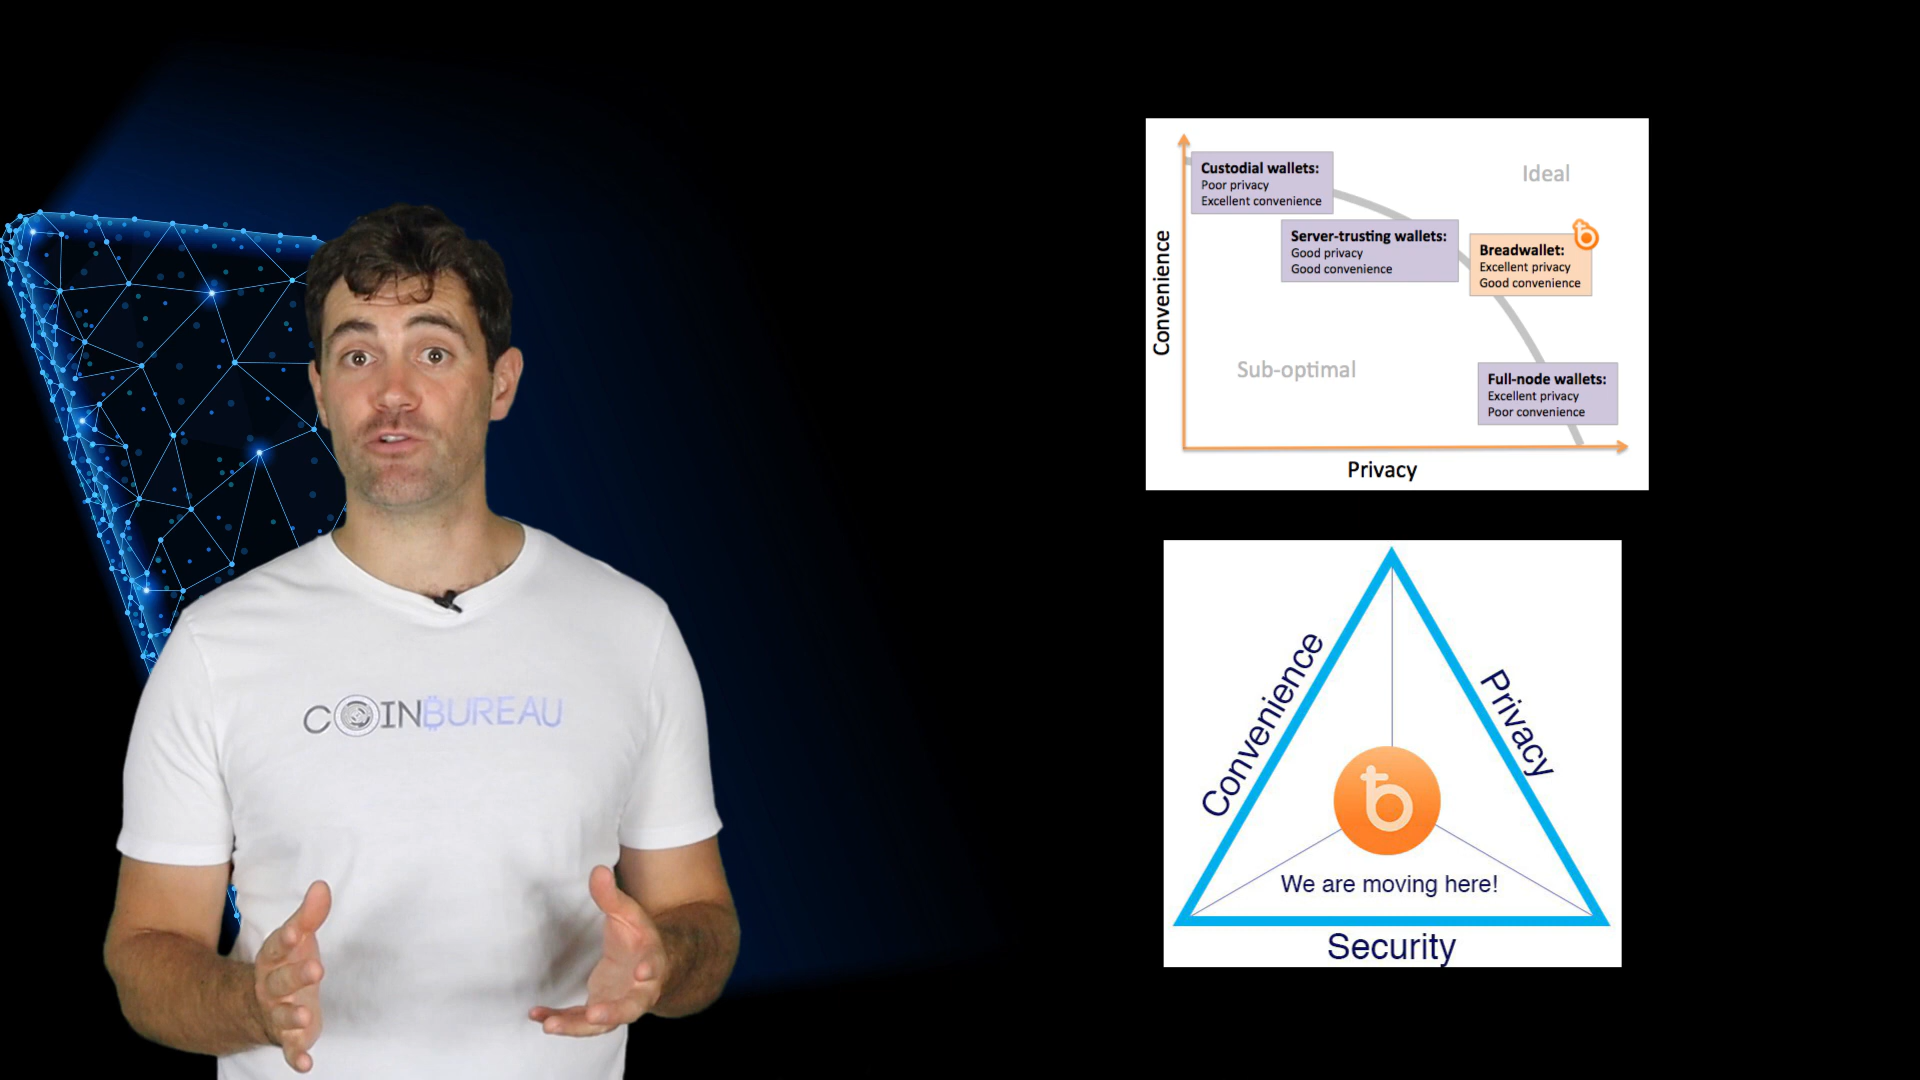 COINBUREAU
Convenience
Custodial wallets:
Poor privacy
Excellent convenience
Ideal
Server-trusting wallets:
Good privacy
Good convenience
Breadwallet:
Excellent privacy
Good convenience
Sub-optimal
Full-node wallets:
Excellent privacy
Poor convenience
Privacy
Convenience
Privacy
We are moving here!
Security